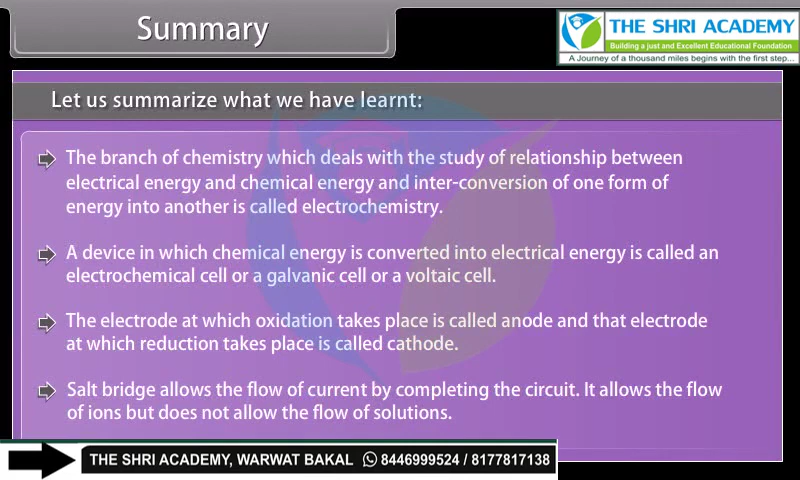 Summary
THE SHRI ACADEMY
Building a just and Excellent Educational Foundation
A Journey of a thousand miles begins with the first step...
Let us summarize what we have learnt:
The branch of chemistry which deals with the study of relationship between
electrical energy and chemical energy and inter-conversion of one form of
energy into another is called electrochemistry.
A device in which chemical energy is converted into electrical energy is called an
electrochemical cell or a galvanic cell or a voltaic cell.
The electrode at which oxidation takes place is called anode and that electrode
at which reduction takes place is called cathode.
Salt bridge allows the flow of current by completing the circuit. It allows the flow
of ions but does not allow the flow of solutions.
THE SHRI ACADEMY, WARWAT BAKAL 8446999524 / 8177817138